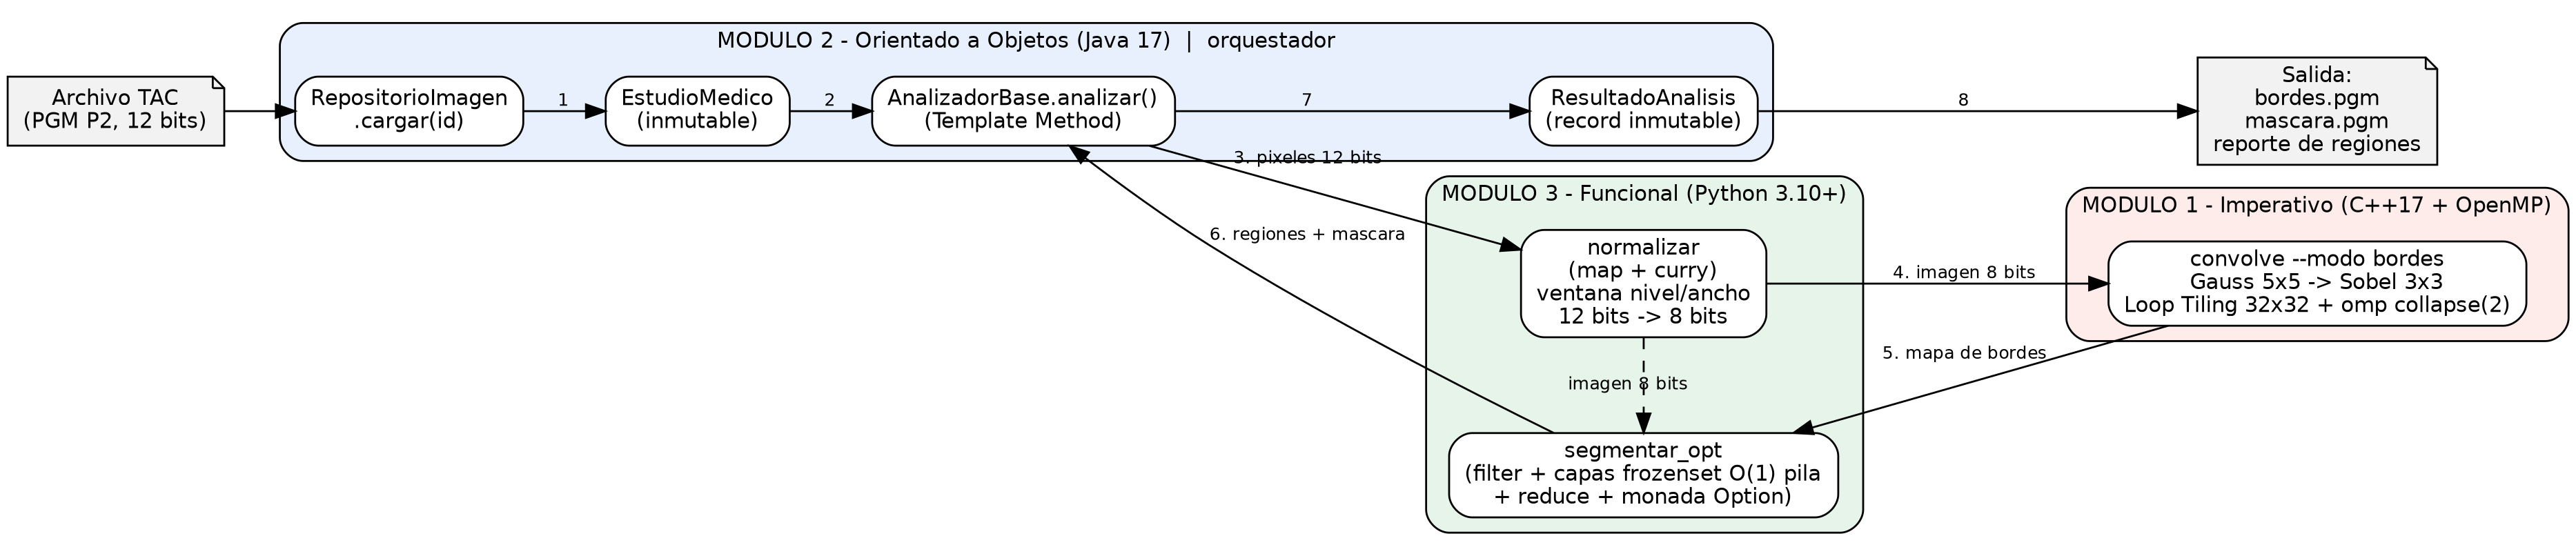 Archivo TAC
(PGM P2, 12 bits)
MODULO 2 - Orientado a Objetos (Java 17)  |  orquestador
RepositorioImagen
.cargar(id)
1
EstudioMedico
(inmutable)
2
AnalizadorBase.analizar()
(Template Method)
7
ResultadoAnalisis
(record inmutable)
8
Salida:
bordes.pgm
mascara.pgm
reporte de regiones
3. pixeles 12 bits
6. regiones + mascara
MODULO 3 - Funcional (Python 3.10+)
normalizar
(map + curry)
ventana nivel/ancho
12 bits -> 8 bits
4. imagen 8 bits
MODULO 1 - Imperativo (C++17 + OpenMP)
convolve --modo bordes
Gauss 5x5 -> Sobel 3x3
Loop Tiling 32x32 + omp collapse(2)
5. mapa de bordes
imagen 8 bits
segmentar_opt
(filter + capas frozenset O(1) pila
+ reduce + monada Option)